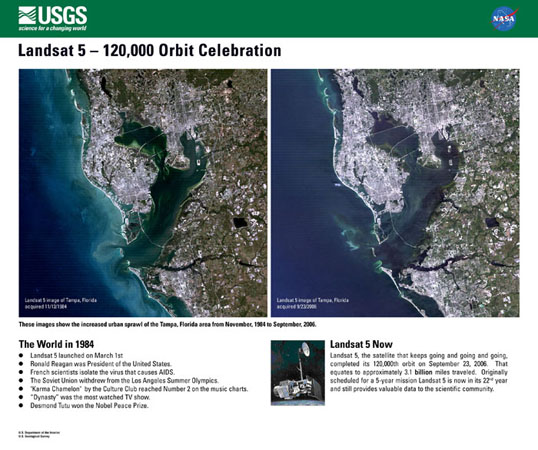 USGS
science for a changing world
NASA
Landsat 5 – 120,000 Orbit Celebration
Landsat 5 image of Tampa, Florida
acquired 11/13/1984
Landsat 5 image of Tampa, Florida
acquired 9/23/2006
These images show the increased urban sprawl of the Tampa, Florida area from November, 1984 to September, 2006.
The World in 1984
● Landsat 5 launched on March 1st
● Ronald Reagan was President of the United States.
● French scientists isolate the virus that causes AIDS.
● The Soviet Union withdrew from the Los Angeles Summer Olympics.
● "Karma Chamelon" by the Culture Club reached Number 2 on the music charts.
● "Dynasty" was the most watched TV show.
● Desmond Tutu won the Nobel Peace Prize.
Landsat 5 Now
Landsat 5, the satellite that keeps going and going and going,
completed its 120,000th orbit on September 23, 2006. That
equates to approximately 3.1 billion miles traveled. Originally
scheduled for a 5-year mission Landsat 5 is now in its 22nd year
and still provides valuable data to the scientific community.
U.S. Department of the Interior
U.S. Geological Survey